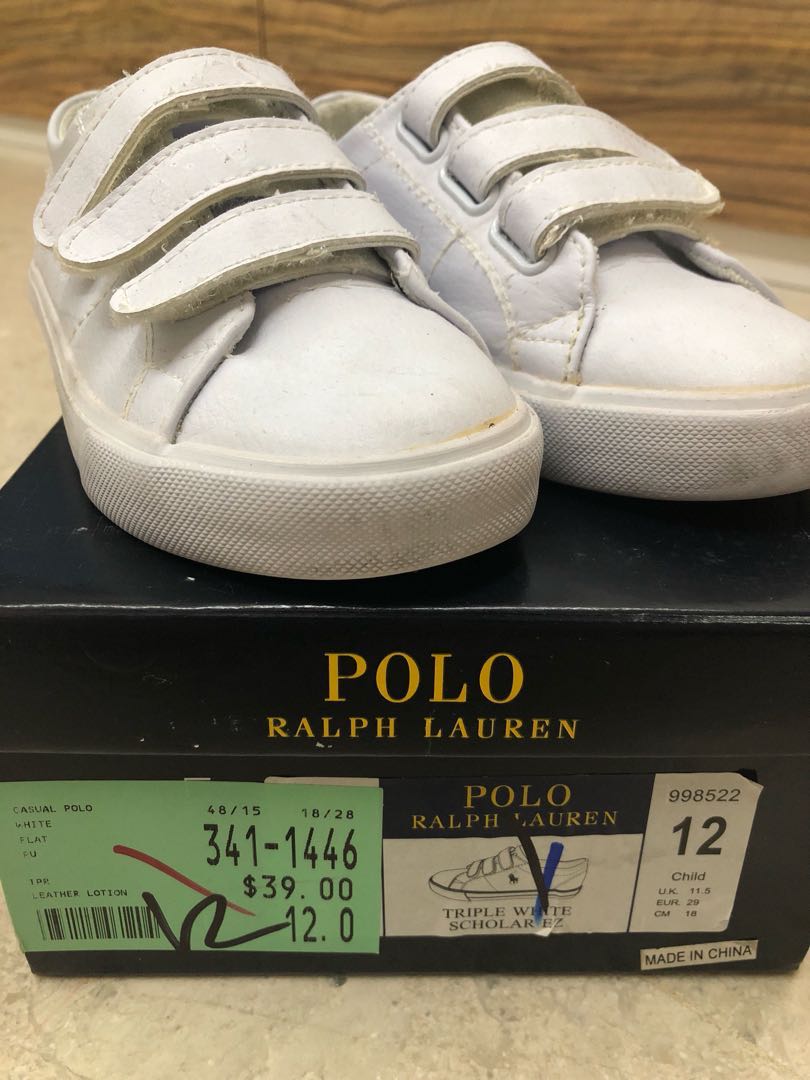 POLO
RALPH LAUREN
CASUAL POLO
WHITE
FLAT
PU
TPR
LEATHER LOTION
48/15 18/28
341-1446
$39.00
12.0
12
POLO
RALPH LAUREN
TRIPLE WHITE
SCHOLAR EZ
998522
12
Child
U.K. 11.5
EUR. 29
CM 18
MADE IN CHINA